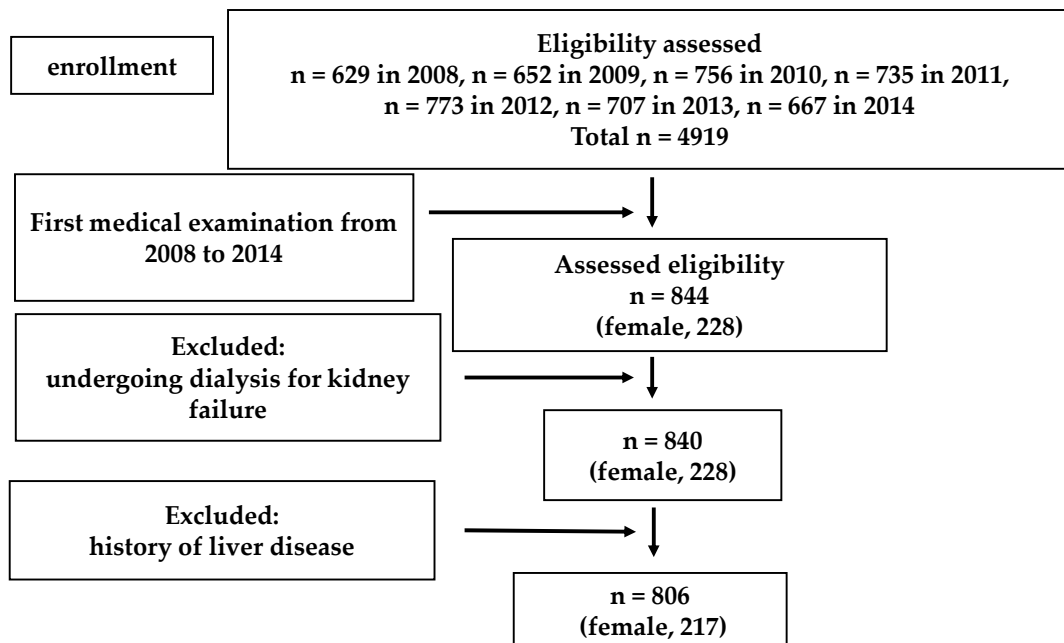 enrollment
Eligibility assessed
n = 629 in 2008, n = 652 in 2009, n = 756 in 2010, n = 735 in 2011,
n = 773 in 2012, n = 707 in 2013, n = 667 in 2014
Total n = 4919
First medical examination from
2008 to 2014
Assessed eligibility
n = 844
(female, 228)
Excluded:
undergoing dialysis for kidney
failure
n = 840
(female, 228)
Excluded:
history of liver disease
n = 806
(female, 217)